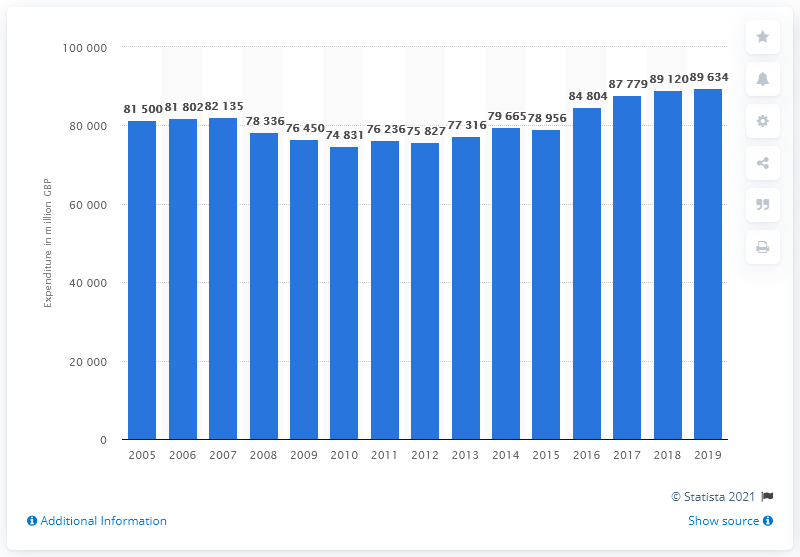 100 000
80 000
60 000
40 000
20 000
0
Expenditure in million GBP
81 500 81 802 82 135 78 336 76 450 74 831 76 236 75 827 77 316 79 665 78 956 84 804 87 779 89 120 89 634
2005 2006 2007 2008 2009 2010 2011 2012 2013 2014 2015 2016 2017 2018 2019
© Statista 2021
Additional Information
Show source